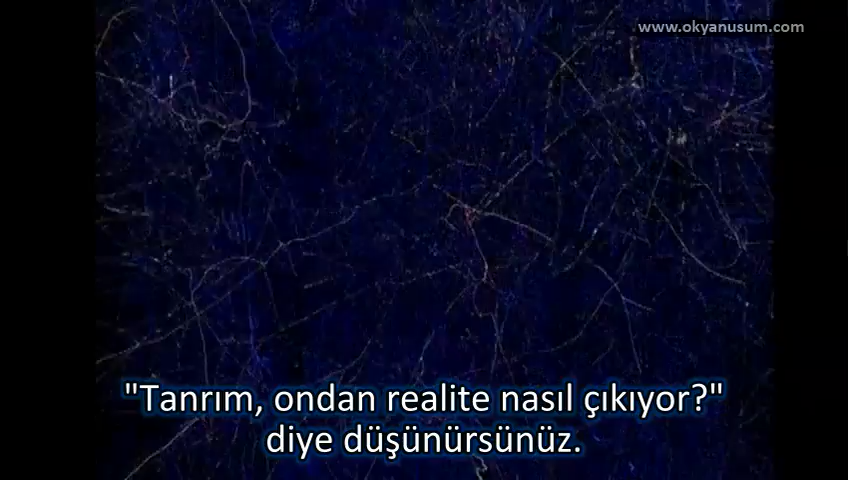 www.okyanusum.com
"Tanrım, ondan realite nasıl çıkıyor?"
diye düşünürsünüz.